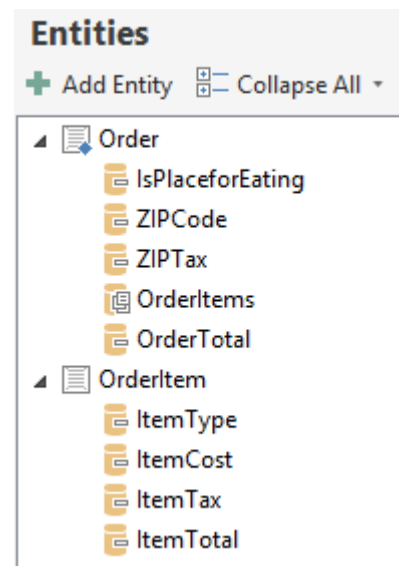 Entities
Add Entity Collapse All
Order
IsPlaceforEating
ZIPCode
ZIPTax
OrderItems
OrderTotal
OrderItem
ItemType
ItemCost
ItemTax
ItemTotal